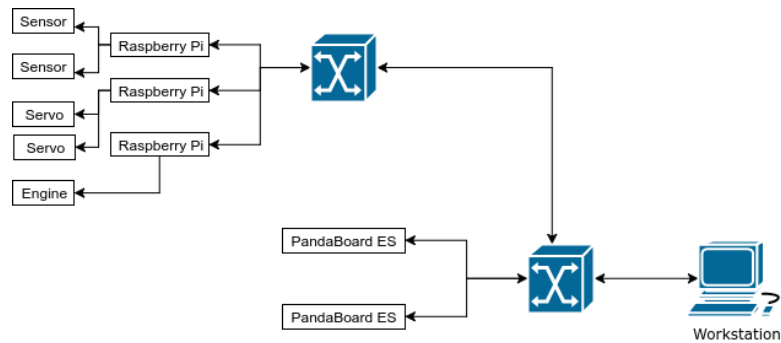 Sensor
Raspberry Pi
Sensor
Raspberry Pi
Servo
Servo
Raspberry Pi
Engine
PandaBoard ES
PandaBoard ES
Workstation